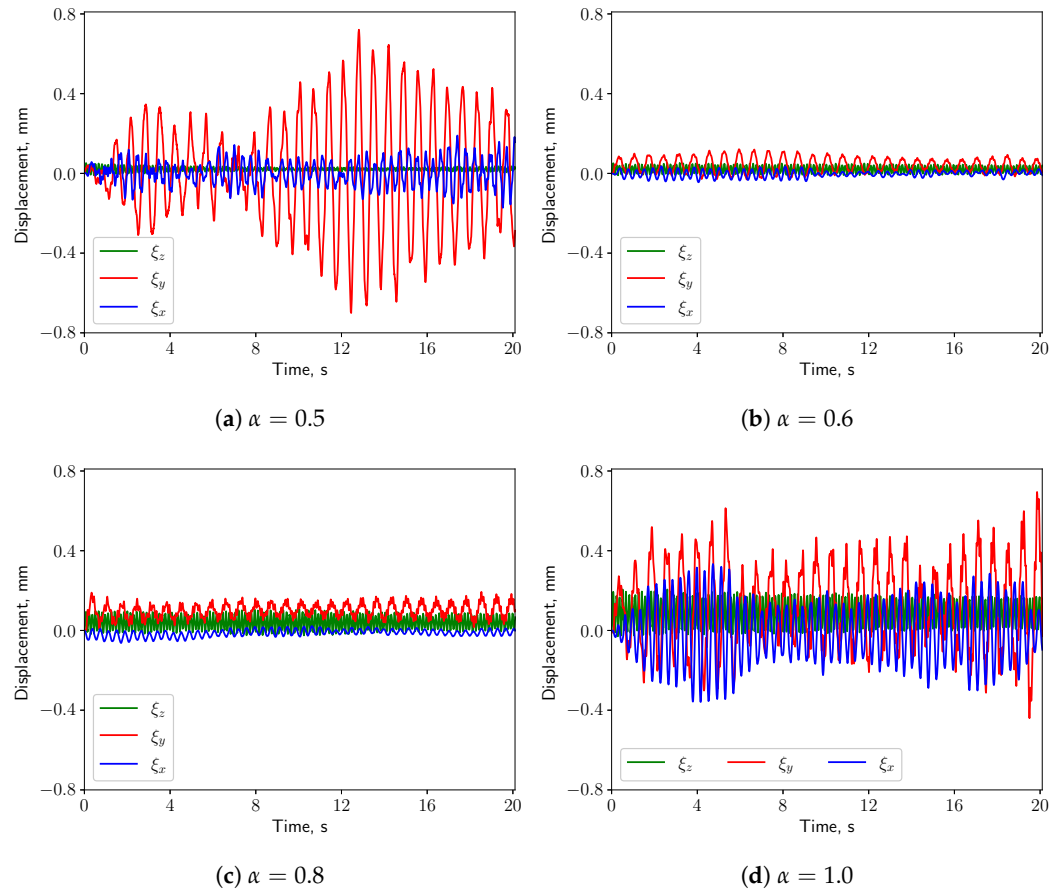 0.8
0.4
0.0
−0.4
−0.8
Displacement, mm
ξz
ξy
ξx
0 4 8 12 16 20
Time, s
(a) α = 0.5
0.8
0.4
0.0
−0.4
−0.8
Displacement, mm
ξz
ξy
ξx
0 4 8 12 16 20
Time, s
(b) α = 0.6
0.8
0.4
0.0
−0.4
−0.8
Displacement, mm
ξz
ξy
ξx
0 4 8 12 16 20
Time, s
(c) α = 0.8
0.8
0.4
0.0
−0.4
−0.8
Displacement, mm
ξz ξy ξx
0 4 8 12 16 20
Time, s
(d) α = 1.0